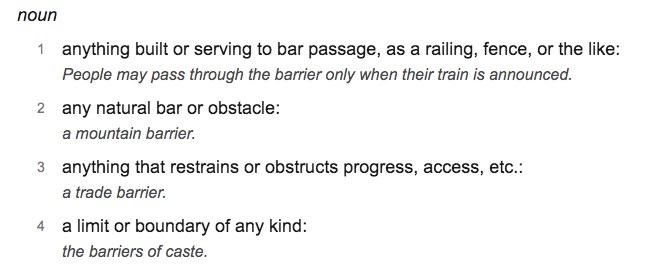 noun
1 anything built or serving to bar passage, as a railing, fence, or the like:
People may pass through the barrier only when their train is announced.
2 any natural bar or obstacle:
a mountain barrier.
3 anything that restrains or obstructs progress, access, etc.:
a trade barrier.
4 a limit or boundary of any kind:
the barriers of caste.